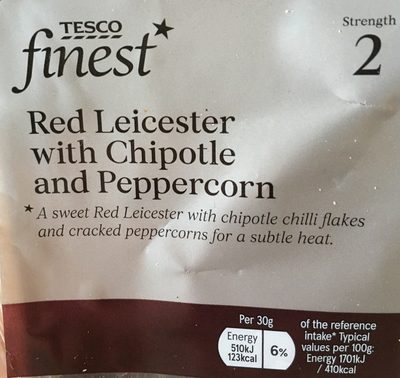 TESCO
finest*
Strength
2
Red Leicester
with Chipotle
and Peppercorn
*A sweet Red Leicester with chipotle chilli flakes
and cracked peppercorns for a subtle heat.
Per 30g
Energy
510kJ
123kcal
6%
of the reference
intake* Typical
values per 100g:
Energy 1701kJ
/ 410kcal